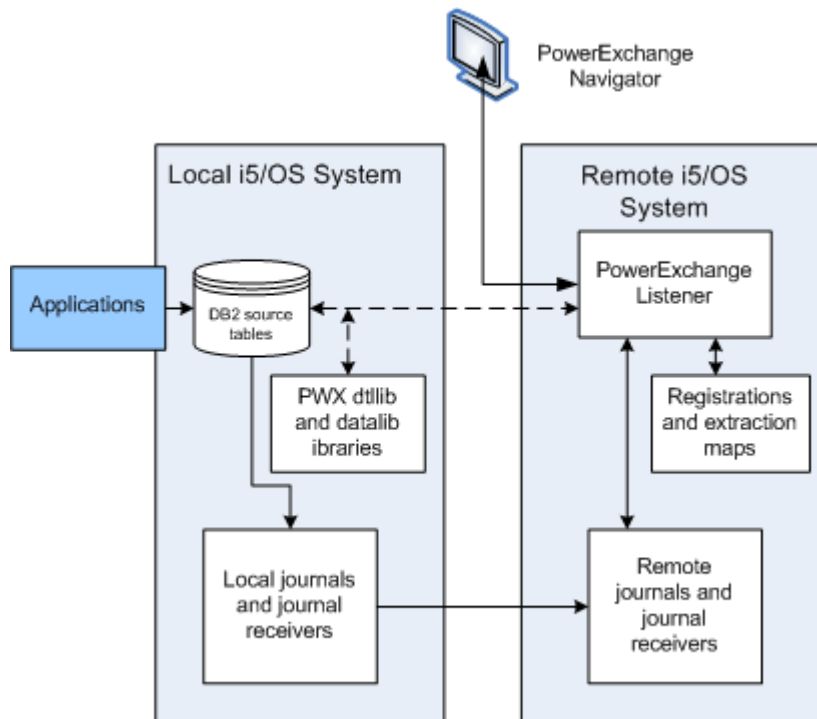 PowerExchange
Navigator
Local i5/OS System
Remote i5/OS
System
Applications
DB2 source
tables
PowerExchange
Listener
PWX dtllib
and datalib
ibraries
Registrations
and extraction
maps
Local journals
and journal
receivers
Remote
journals and
journal
receivers